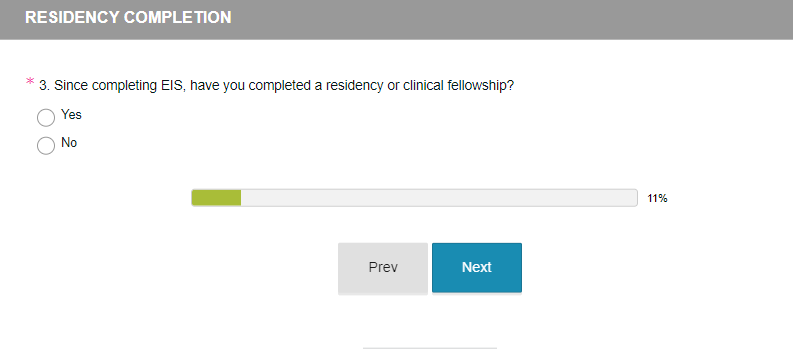 RESIDENCY COMPLETION
* 3. Since completing EIS, have you completed a residency or clinical fellowship?
Yes
No
11%
Prev Next